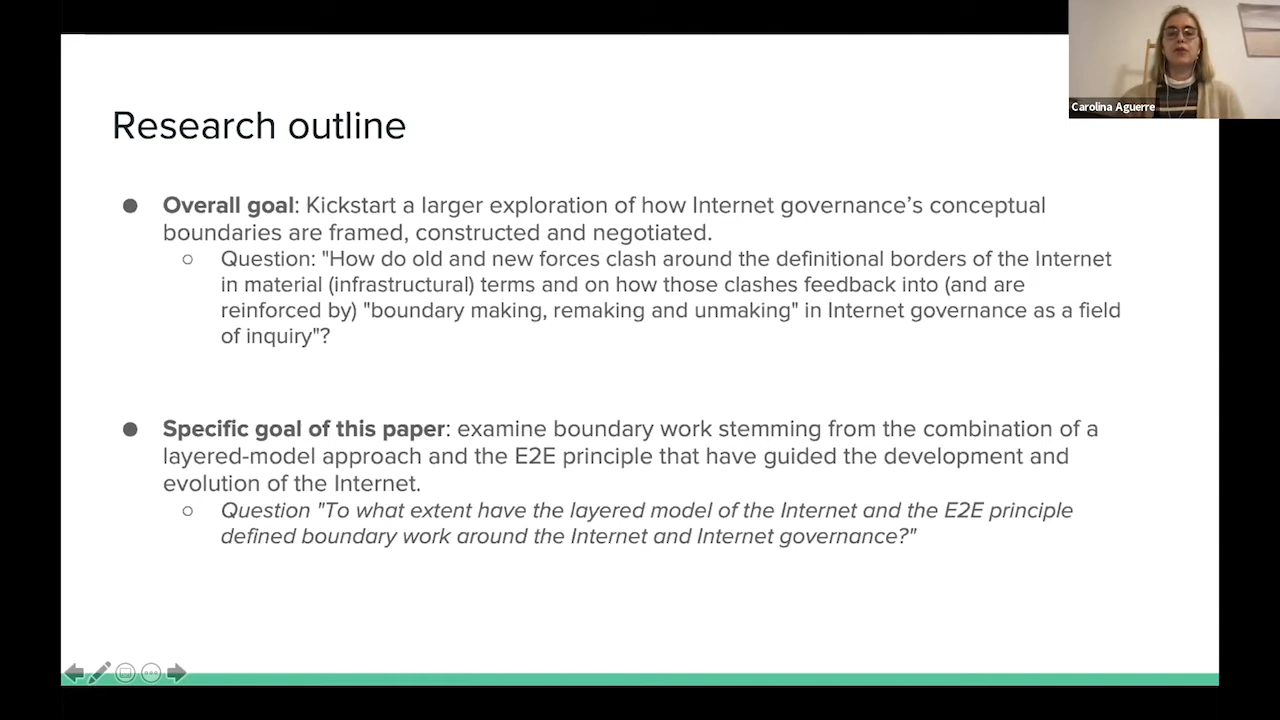 Carolina Aguerre
Research outline
● Overall goal: Kickstart a larger exploration of how Internet governance’s conceptual
boundaries are framed, constructed and negotiated.
○ Question: "How do old and new forces clash around the definitional borders of the Internet
in material (infrastructural) terms and on how those clashes feedback into (and are
reinforced by) "boundary making, remaking and unmaking" in Internet governance as a field
of inquiry"?
● Specific goal of this paper: examine boundary work stemming from the combination of a
layered-model approach and the E2E principle that have guided the development and
evolution of the Internet.
○ Question "To what extent have the layered model of the Internet and the E2E principle
defined boundary work around the Internet and Internet governance?"